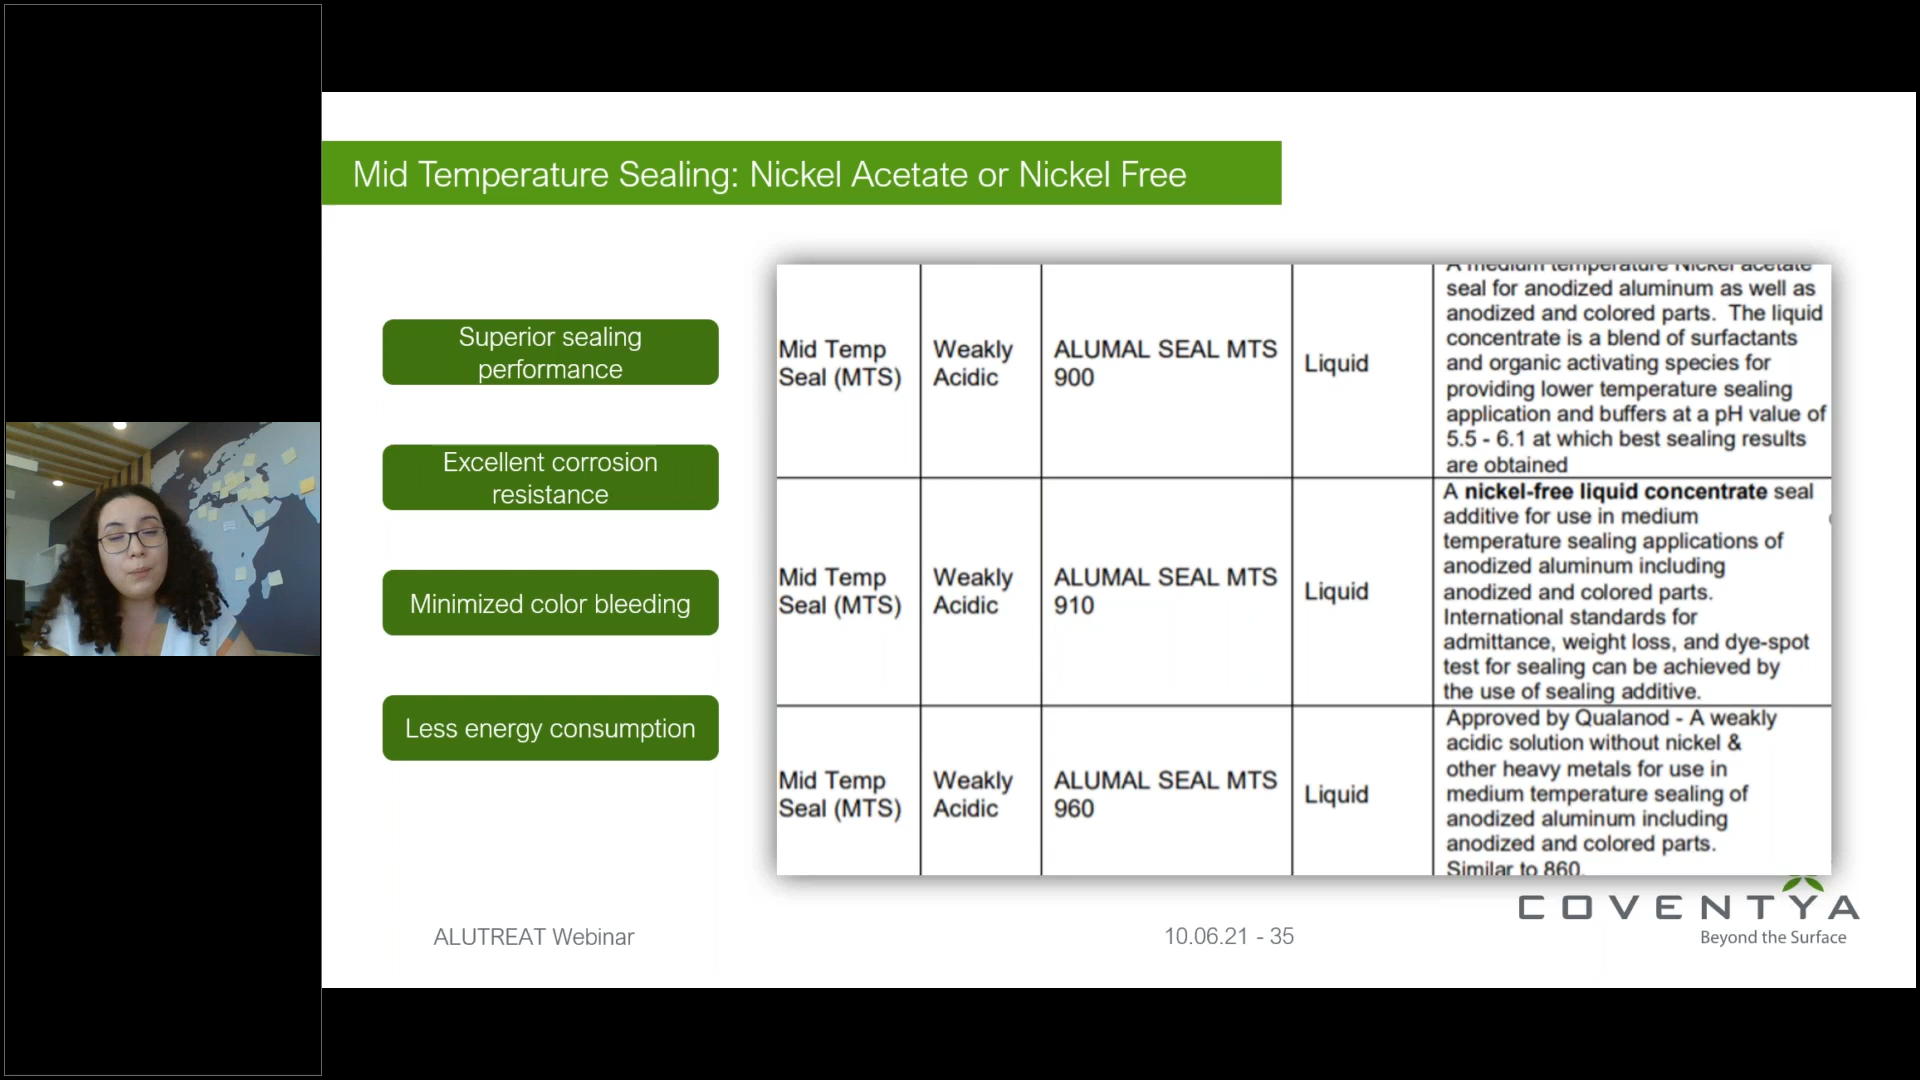 Mid Temperature Sealing: Nickel Acetate or Nickel Free
Superior sealing
performance
Excellent corrosion
resistance
Minimized color bleeding
Less energy consumption
Mid Temp
Seal (MTS)
Weakly
Acidic
ALUMAL SEAL MTS
900
Liquid
A medium temperature Nickel acetate
seal for anodized aluminum as well as
anodized and colored parts. The liquid
concentrate is a blend of surfactants
and organic activating species for
providing lower temperature sealing
application and buffers at a pH value of
5.5 - 6.1 at which best sealing results
are obtained
Mid Temp
Seal (MTS)
Weakly
Acidic
ALUMAL SEAL MTS
910
Liquid
A nickel-free liquid concentrate seal
additive for use in medium
temperature sealing applications of
anodized aluminum including
anodized and colored parts.
International standards for
admittance, weight loss, and dye-spot
test for sealing can be achieved by
the use of sealing additive.
Mid Temp
Seal (MTS)
Weakly
Acidic
ALUMAL SEAL MTS
960
Liquid
Approved by Qualanod - A weakly
acidic solution without nickel &
other heavy metals for use in
medium temperature sealing of
anodized aluminum including
anodized and colored parts.
Similar to 860.
ALUTREAT Webinar
10.06.21 - 35
COVENTYA
Beyond the Surface